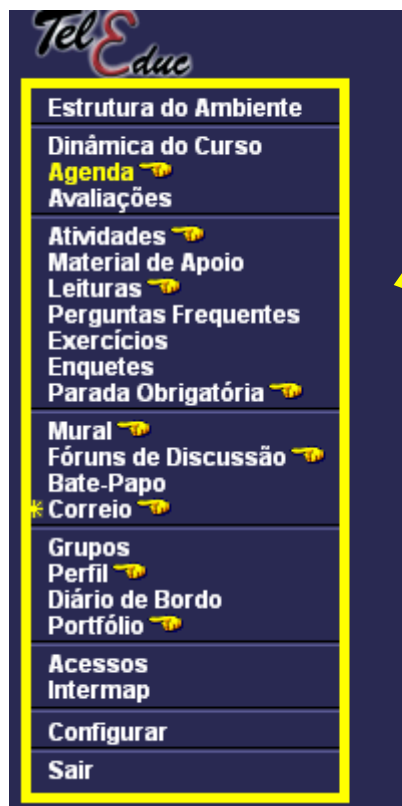 TelEduc
Estrutura do Ambiente
Dinâmica do Curso
Agenda
Avaliações
Atividades
Material de Apoio
Leituras
Perguntas Frequentes
Exercícios
Enquetes
Parada Obrigatória
Mural
Fóruns de Discussão
Bate-Papo
Correio
Grupos
Perfil
Diário de Bordo
Portfólio
Acessos
Intermap
Configurar
Sair